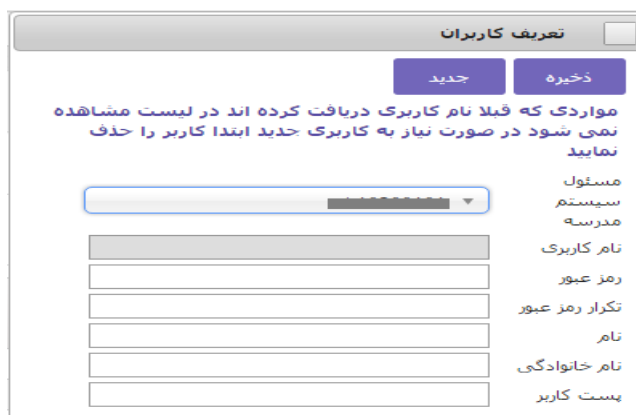 تعریف کاربران
ذخیره
جدید
مواردی که قبلا نام کاربری دریافت کرده اند در لیست مشاهده
نمی شود در صورت نیاز به کاربری جدید ابتدا کاربر را حذف
نمایید
مسئول
سیستم
مدرسه
نام کاربری
رمز عبور
تکرار رمز عبور
نام
نام خانوادگی
پست کاربر